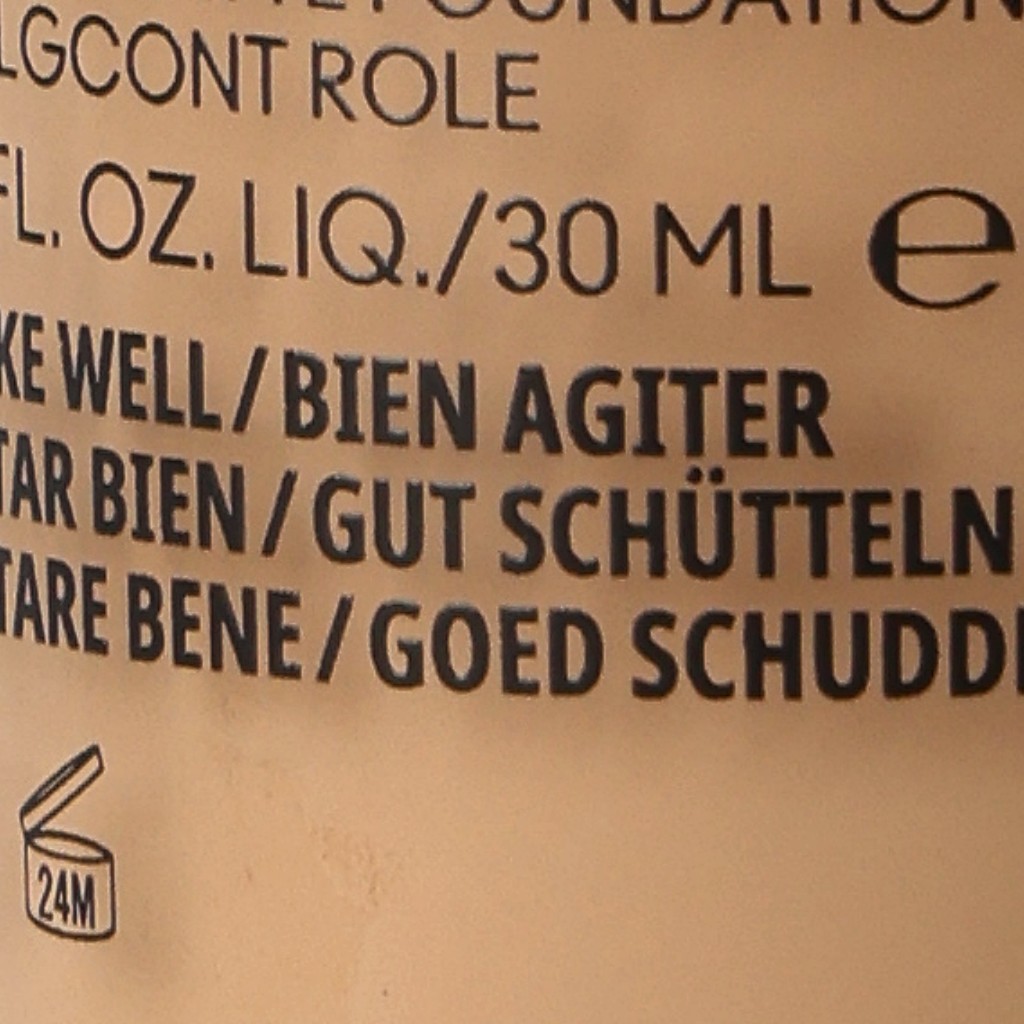 FOUNDATION
LGCONT ROLE
FL. OZ. LIQ./30 ML e
KE WELL / BIEN AGITER
TAR BIEN / GUT SCHÜTTELN
TARE BENE / GOED SCHUDD
24M